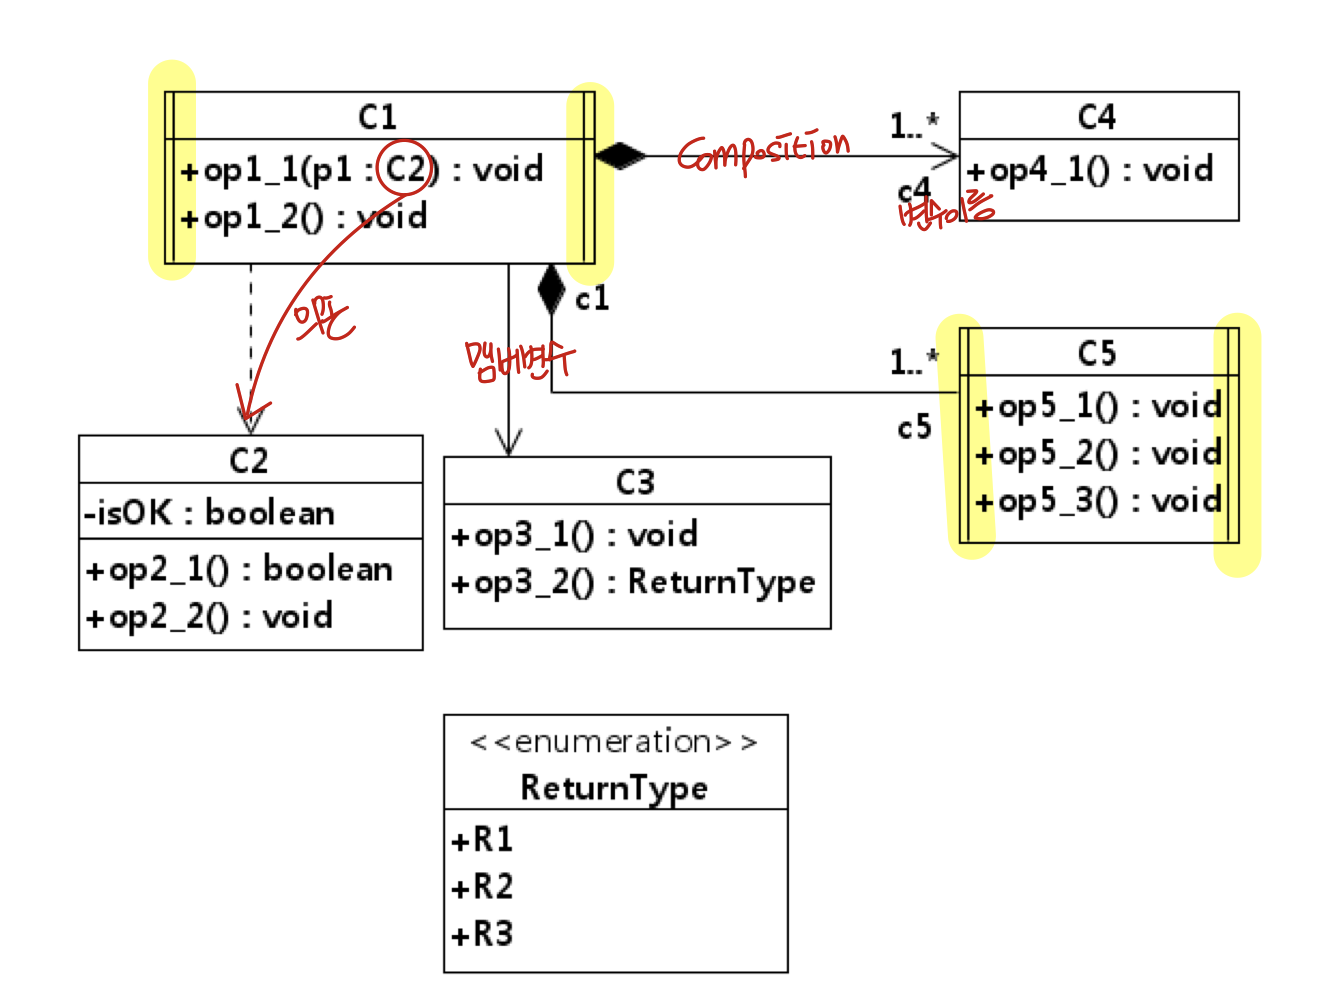 C1
+op1_1(p1 : C2) : void
+op1_2() : void
Composition
1..*
c4
변수이름
C4
+op4_1() : void
의존
멤버변수
c1
1..*
c5
C5
+op5_1() : void
+op5_2() : void
+op5_3() : void
C2
-isOK : boolean
+op2_1() : boolean
+op2_2() : void
C3
+op3_1() : void
+op3_2() : ReturnType
<<enumeration>>
ReturnType
+R1
+R2
+R3